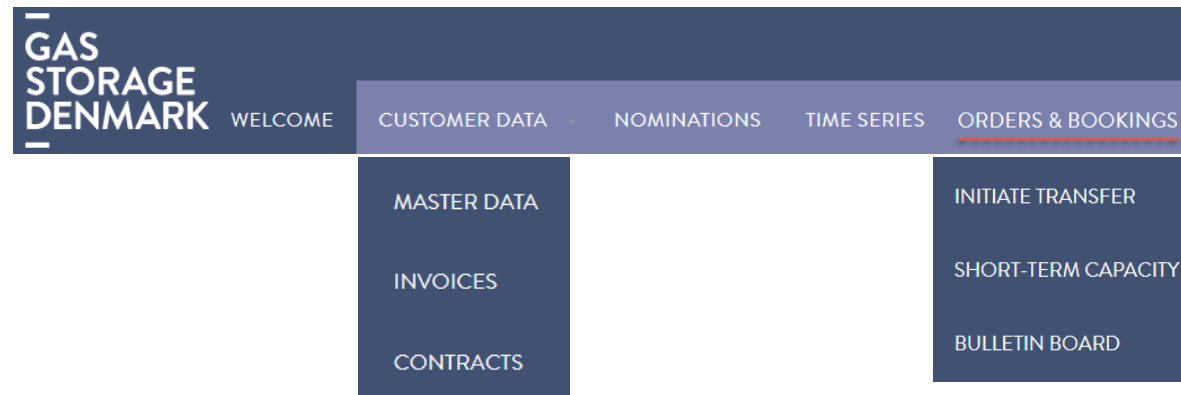 GAS
STORAGE
DENMARK
WELCOME CUSTOMER DATA NOMINATIONS TIME SERIES ORDERS & BOOKINGS
MASTER DATA
INVOICES
CONTRACTS
INITIATE TRANSFER
SHORT-TERM CAPACITY
BULLETIN BOARD